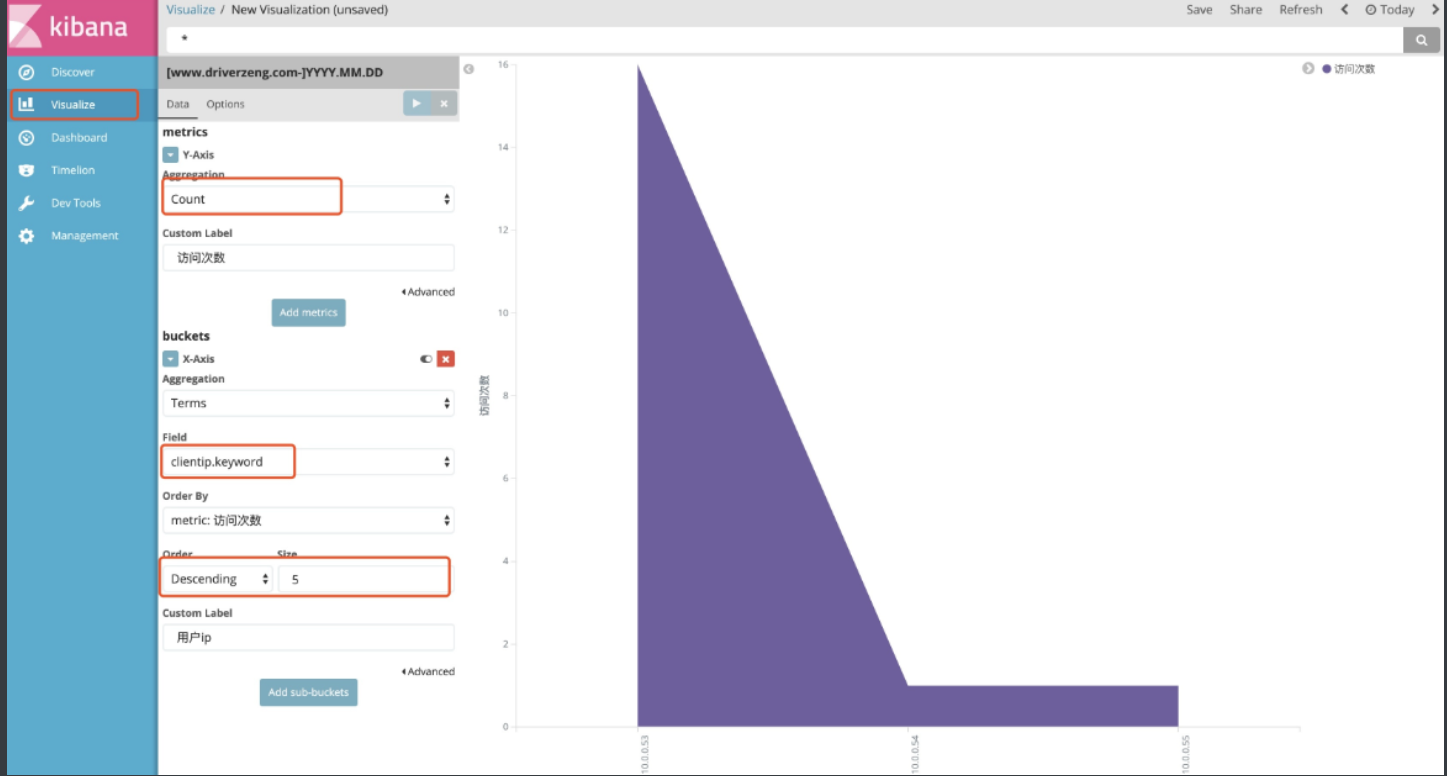 kibana
Discover
Visualize
Dashboard
Timelion
Dev Tools
Management
Visualize / New Visualization (unsaved)
Save Share Refresh Today
*
[www.driverzeng.com-]YYYY.MM.DD
Data Options
metrics
Y-Axis
Aggregation
Count
Custom Label
访问次数
Advanced
Add metrics
buckets
X-Axis
Aggregation
Terms
Field
clientip.keyword
Order By
metric: 访问次数
Order Size
Descending 5
Custom Label
用户ip
Advanced
Add sub-buckets
访问次数
16
14
12
10
8
6
4
2
0
访问次数
10.0.0.53
10.0.0.54
10.0.0.55